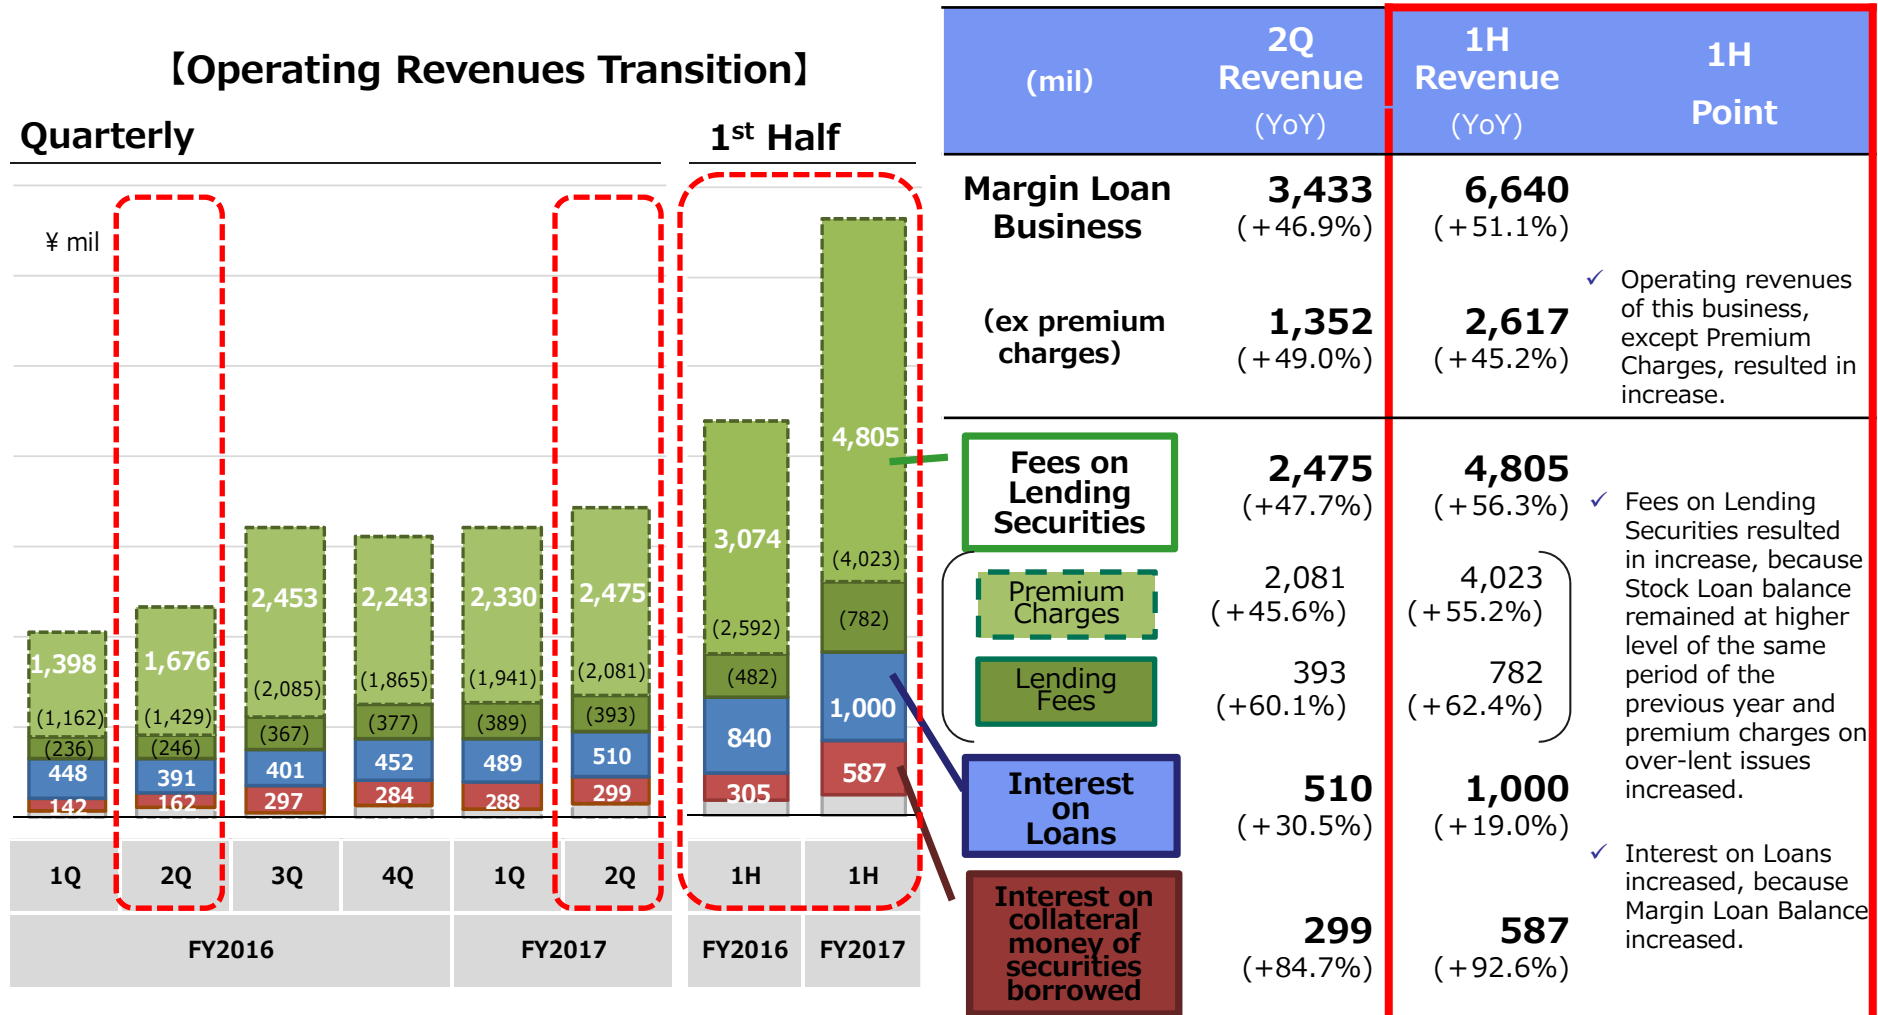 【Operating Revenues Transition】
Quarterly
1st Half
¥ mil
1,398
(1,162)
(236)
448
142
1,676
(1,429)
(246)
391
162
2,453
(2,085)
(367)
401
297
2,243
(1,865)
(377)
452
284
2,330
(1,941)
(389)
489
288
2,475
(2,081)
(393)
510
299
3,074
(2,592)
(482)
840
305
4,805
(4,023)
(782)
1,000
587
1Q 2Q 3Q 4Q 1Q 2Q 1H 1H
FY2016 FY2017 FY2016 FY2017
(mil)
2Q
Revenue
(YoY)
1H
Revenue
(YoY)
1H
Point
Margin Loan
Business
3,433
(+46.9%)
6,640
(+51.1%)
(ex premium
charges)
1,352
(+49.0%)
2,617
(+45.2%)
✓ Operating revenues
of this business,
except Premium
Charges, resulted in
increase.
Fees on
Lending
Securities
2,475
(+47.7%)
4,805
(+56.3%)
Premium
Charges
2,081
(+45.6%)
4,023
(+55.2%)
Lending
Fees
393
(+60.1%)
782
(+62.4%)
✓ Fees on Lending
Securities resulted
in increase, because
Stock Loan balance
remained at higher
level of the same
period of the
previous year and
premium charges on
over-lent issues
increased.
Interest
on
Loans
510
(+30.5%)
1,000
(+19.0%)
✓ Interest on Loans
increased, because
Margin Loan Balance
increased.
Interest on
collateral
money of
securities
borrowed
299
(+84.7%)
587
(+92.6%)